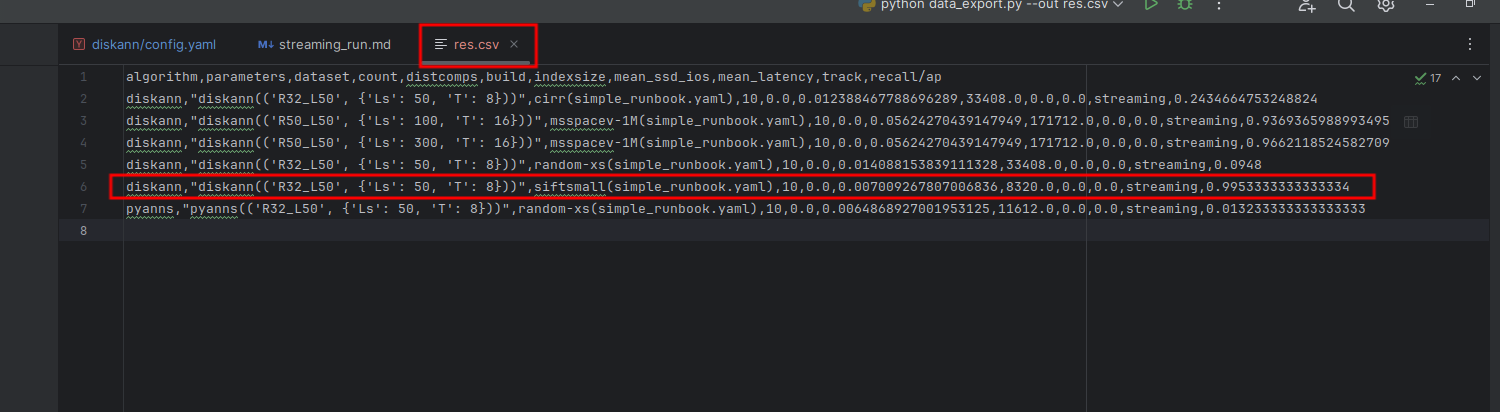 python data_export.py --out res.csv
diskann/config.yaml
M↓ streaming_run.md
res.csv
17
1 algorithm,parameters,dataset,count,distcomps,build,indexsize,mean_ssd_ios,mean_latency,track,recall/ap
2 diskann,"diskann(('R32_L50', {'Ls': 50, 'T': 8}))",cirr(simple_runbook.yaml),10,0.0,0.012388467788696289,33408.0,0.0,0.0,streaming,0.2434664753248824
3 diskann,"diskann(('R50_L50', {'Ls': 100, 'T': 16}))",msspacev-1M(simple_runbook.yaml),10,0.0,0.05624270439147949,171712.0,0.0,0.0,streaming,0.9369365988993495
4 diskann,"diskann(('R50_L50', {'Ls': 300, 'T': 16}))",msspacev-1M(simple_runbook.yaml),10,0.0,0.05624270439147949,171712.0,0.0,0.0,streaming,0.9662118524582709
5 diskann,"diskann(('R32_L50', {'Ls': 50, 'T': 8}))",random-xs(simple_runbook.yaml),10,0.0,0.014088153839111328,33408.0,0.0,0.0,streaming,0.0948
6 diskann,"diskann(('R32_L50', {'Ls': 50, 'T': 8}))",siftsmall(simple_runbook.yaml),10,0.0,0.007009267807006836,8320.0,0.0,0.0,streaming,0.9953333333333334
7 pyanns,"pyanns(('R32_L50', {'Ls': 50, 'T': 8}))",random-xs(simple_runbook.yaml),10,0.0,0.0064868927001953125,11612.0,0.0,0.0,streaming,0.013233333333333333
8